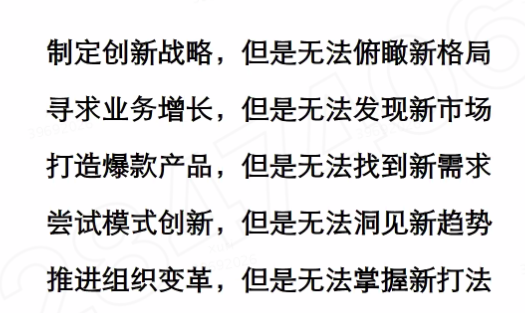 制定创新战略，但是无法俯瞰新格局
寻求业务增长，但是无法发现新市场
打造爆款产品，但是无法找到新需求
尝试模式创新，但是无法洞见新趋势
推进组织变革，但是无法掌握新打法